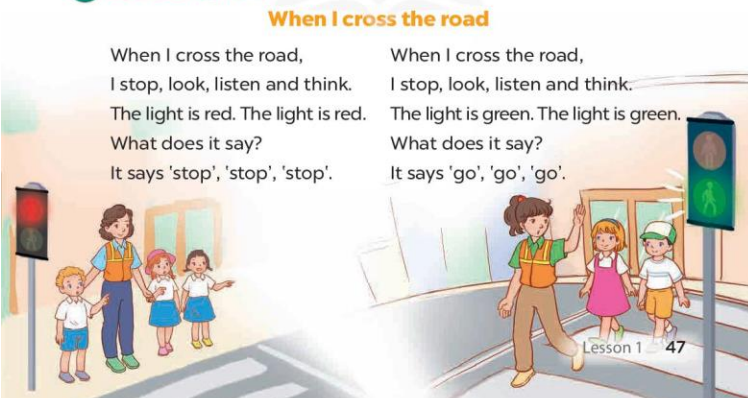 When I cross the road
When I cross the road,
I stop, look, listen and think.
The light is red. The light is red.
What does it say?
It says 'stop', 'stop', 'stop'.
When I cross the road,
I stop, look, listen and think.
The light is green. The light is green.
What does it say?
It says 'go', 'go', 'go'.
Lesson 1 47